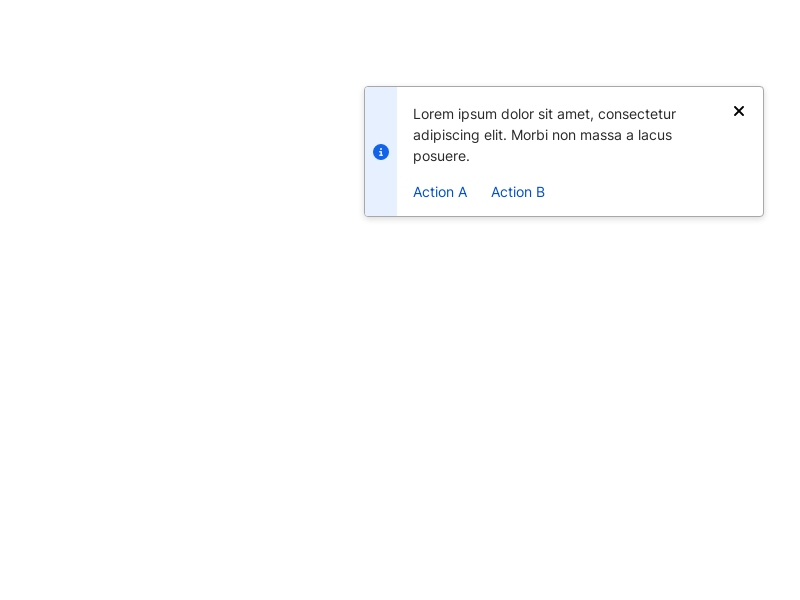 Lorem ipsum dolor sit amet, consectetur
adipiscing elit. Morbi non massa a lacus
posuere.
Action A Action B